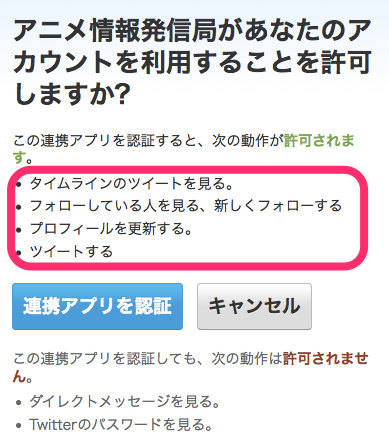 アニメ情報発信局があなたのア
カウントを利用することを許可
しますか?
この連携アプリを認証すると、次の動作が許可されま
す。
• タイムラインのツイートを見る。
• フォローしている人を見る、新しくフォローする
• プロフィールを更新する。
• ツイートする
連携アプリを認証 キャンセル
この連携アプリを認証しても、次の動作は許可されませ
ん。
• ダイレクトメッセージを見る。
• Twitterのパスワードを見る。